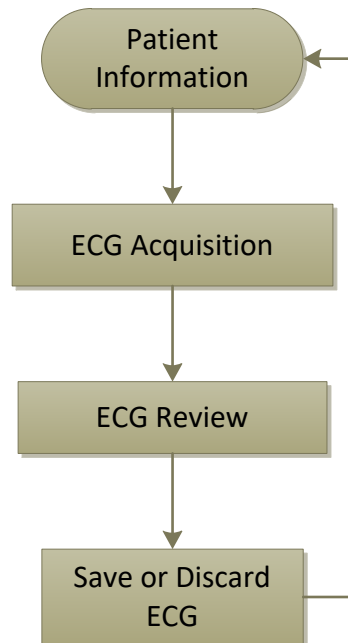 Patient
Information
ECG Acquisition
ECG Review
Save or Discard
ECG